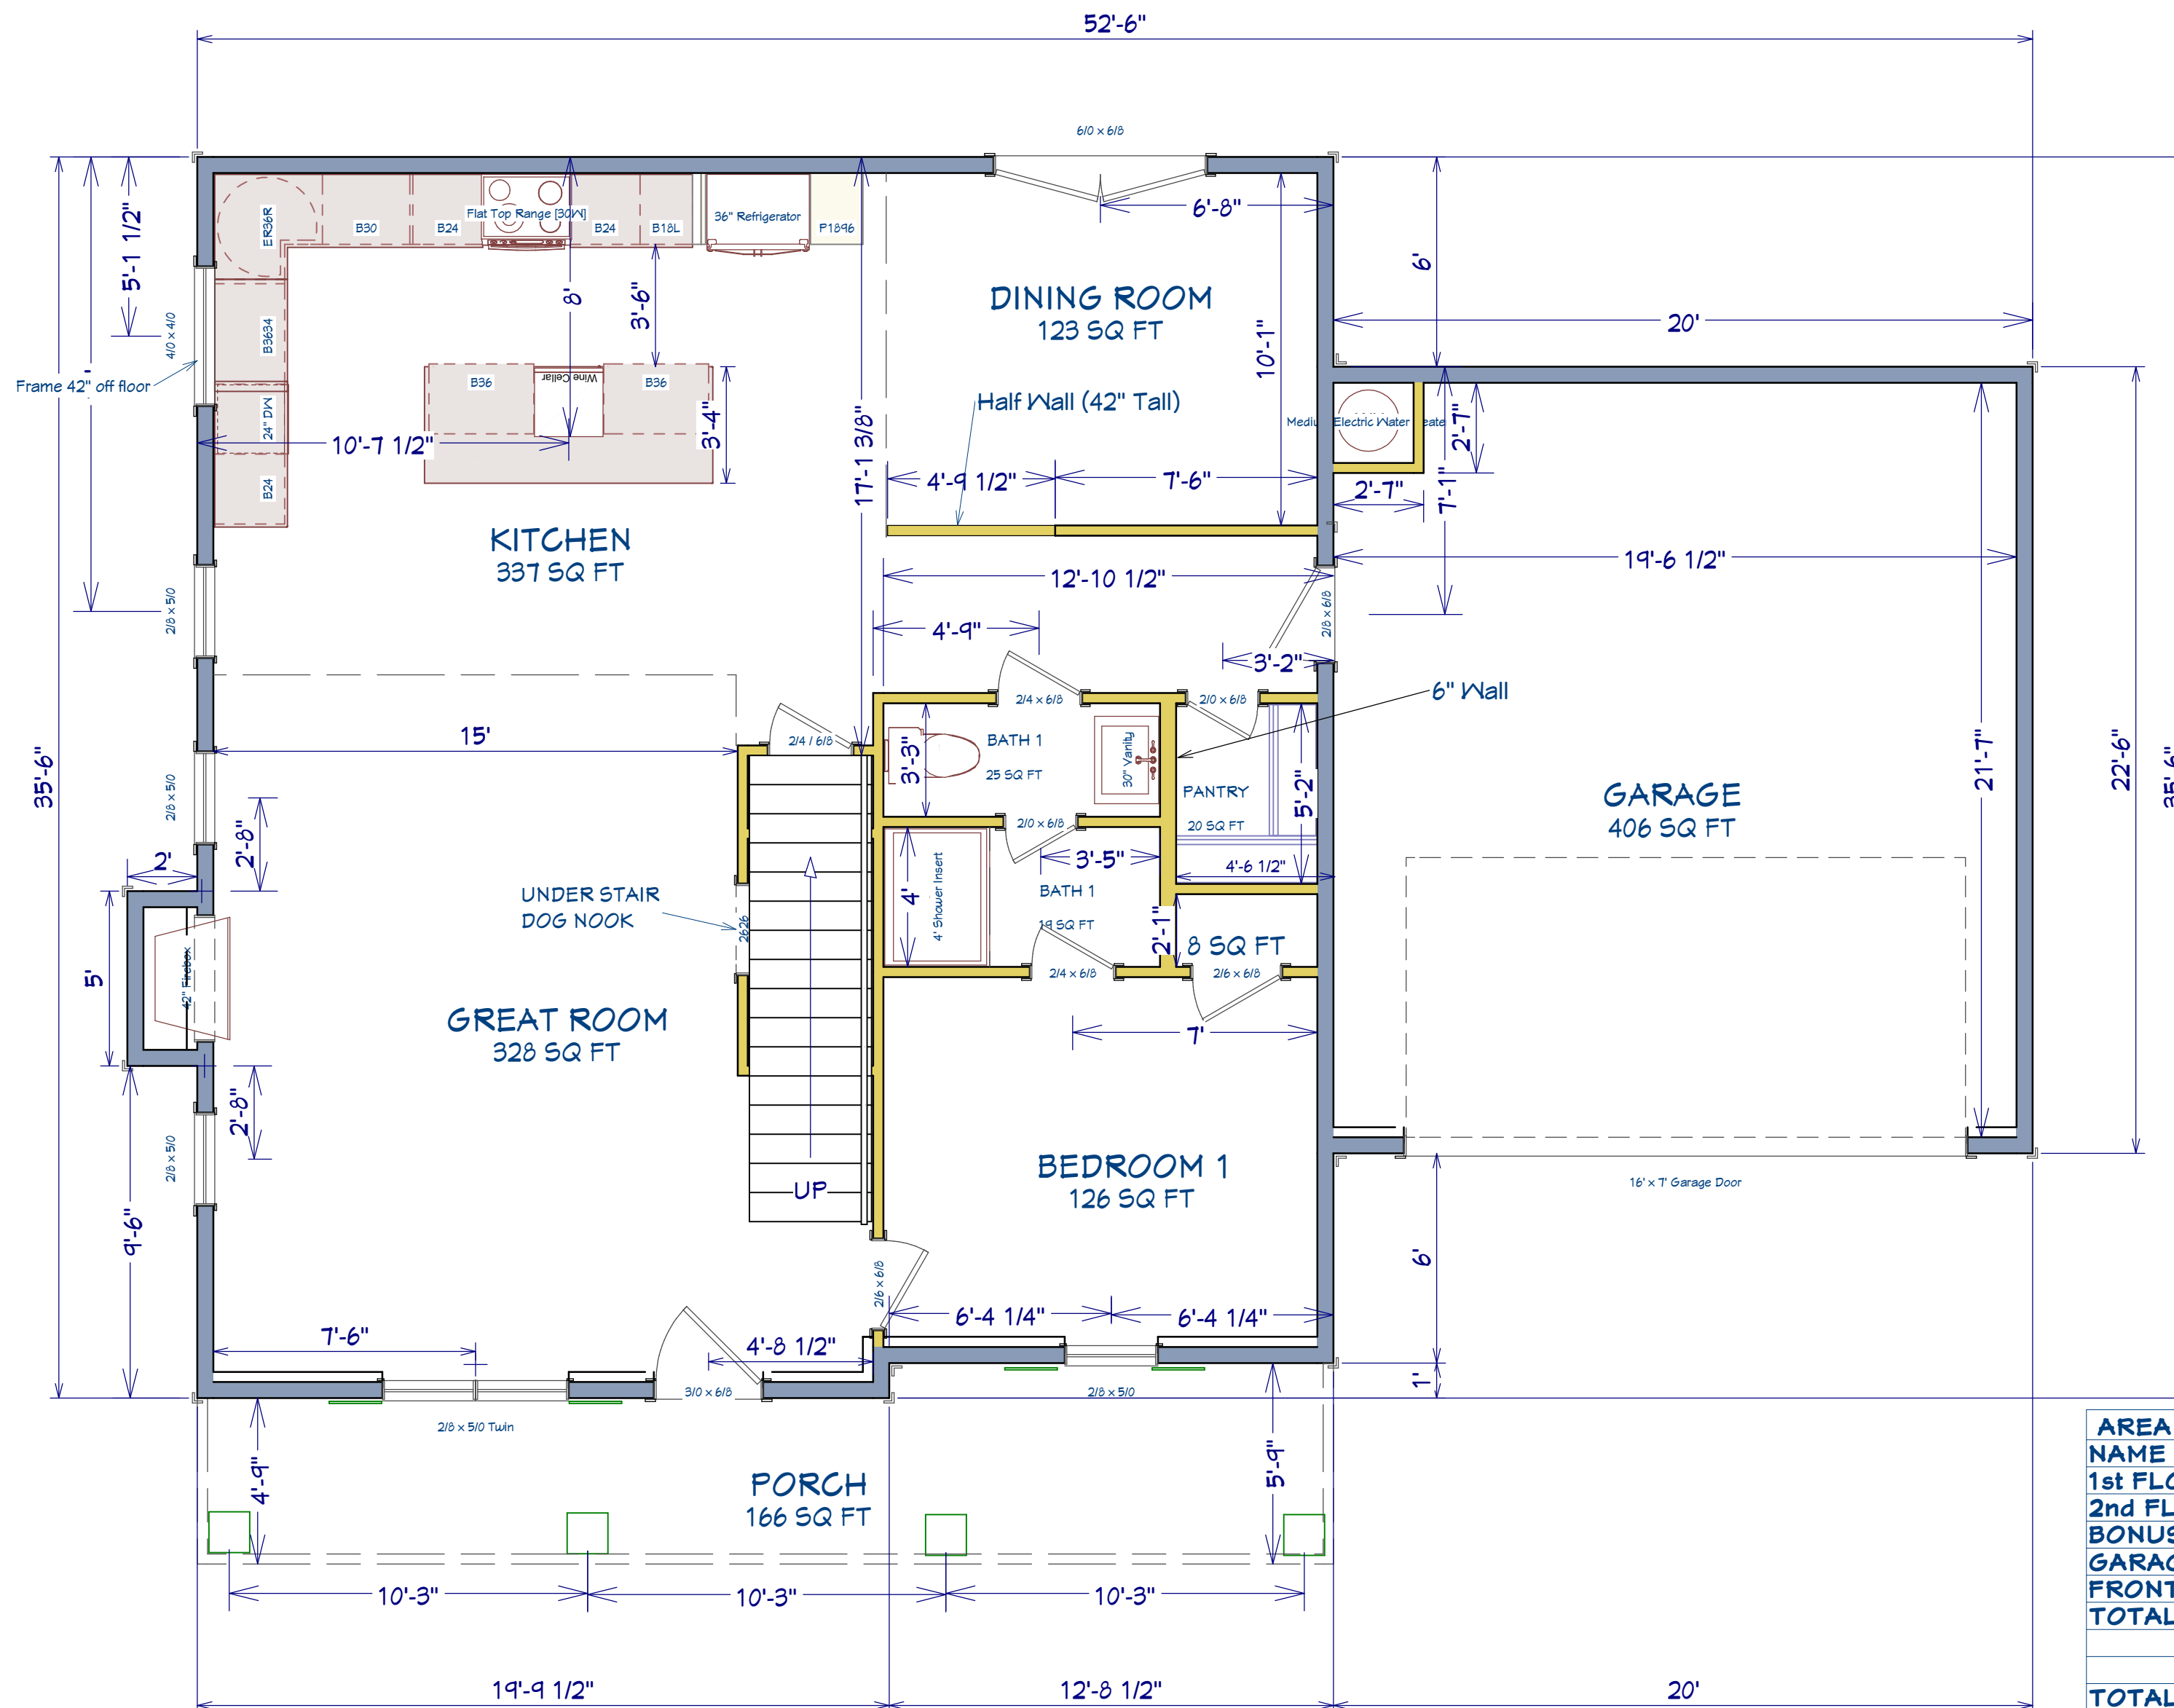 52'-6"
6/0 x 6/8
5'-1 1/2"
4/0 x 4/0
Frame 42" off floor
ER36R
B30
B24
Flat Top Range [30W]
B24
B18L
36" Refrigerator
P1896
6'-8"
6'
20'
B3634
24" DW
B24
8'
3'-6"
DINING ROOM
123 SQ FT
10'-1"
B36
Wine Cellar
B36
3'-4"
10'-7 1/2"
17'-1 3/8"
Half Wall (42" Tall)
4'-9 1/2"
7'-6"
2'-7"
2'-7"
7'-1"
KITCHEN
337 SQ FT
12'-10 1/2"
19'-6 1/2"
2/8 x 5/0
4'-9"
2/8 x 6/8
3'-2"
6" Wall
2/4 x 6/8
2/0 x 6/8
35'-6"
15'
2/4 / 6/8
3'-3"
BATH 1
25 SQ FT
30" Vanity
PANTRY
20 SQ FT
5'-2"
4'-6 1/2"
GARAGE
406 SQ FT
21'-7"
22'-6"
35'-6"
2/8 x 5/0
2'-8"
2'
2/0 x 6/8
3'-5"
BATH 1
19 SQ FT
4'
4' Shower Insert
2'-1"
8 SQ FT
UNDER STAIR
DOG NOOK
2626
5'
42" Firebox
2/4 x 6/8
2/6 x 6/8
7'
GREAT ROOM
328 SQ FT
2'-8"
2/8 x 5/0
9'-6"
UP
BEDROOM 1
126 SQ FT
16' x 7' Garage Door
6'
2/6 x 6/8
6'-4 1/4"
6'-4 1/4"
7'-6"
4'-8 1/2"
1'
3/0 x 6/8
2/8 x 5/0
2/8 x 5/0 Twin
4'-9"
PORCH
166 SQ FT
5'-9"
10'-3"
10'-3"
10'-3"
19'-9 1/2"
12'-8 1/2"
20'
AREA
NAME
1st FLO
2nd FL
BONUS
GARAG
FRONT
TOTAL
TOTAL